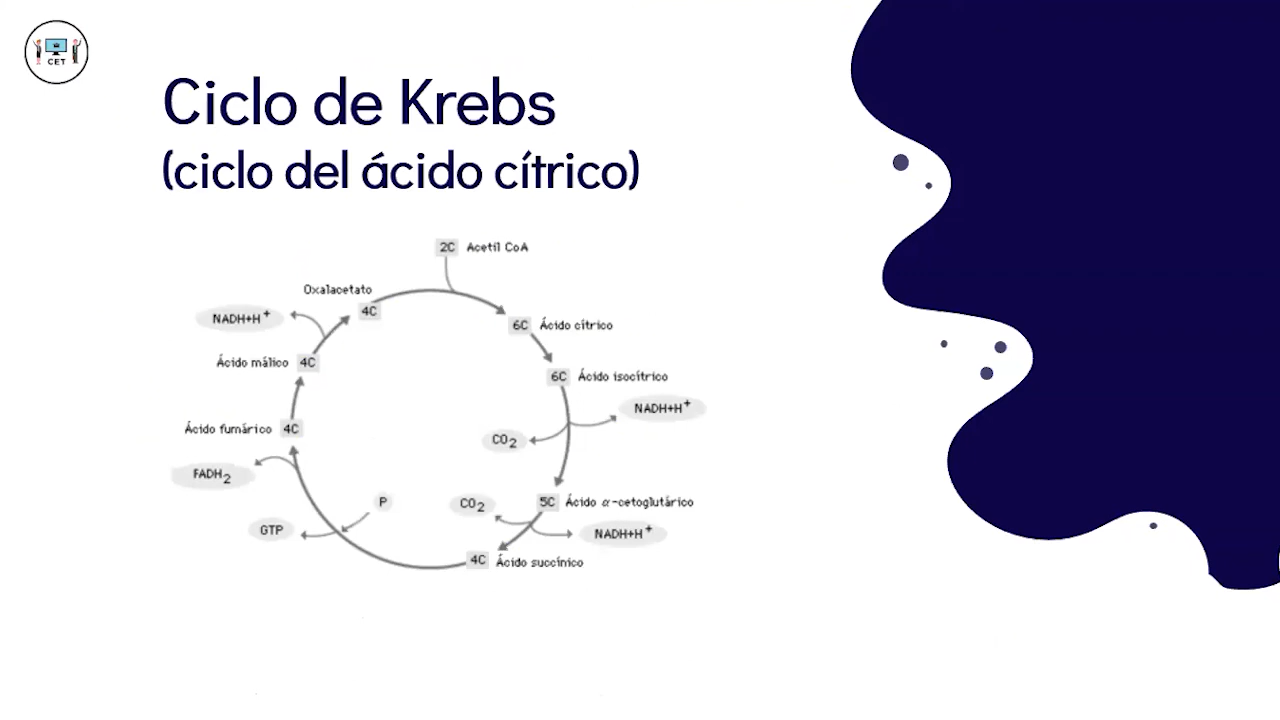 CET
Ciclo de Krebs
(ciclo del ácido cítrico)
2C Acetil CoA
Oxalacetato
4C
NADH+H+
6C Ácido cítrico
Ácido málico 4C
6C Ácido isocítrico
NADH+H+
Ácido fumárico 4C
CO2
FADH2
P
CO2
5C Ácido α-cetoglutárico
GTP
NADH+H+
4C Ácido succínico